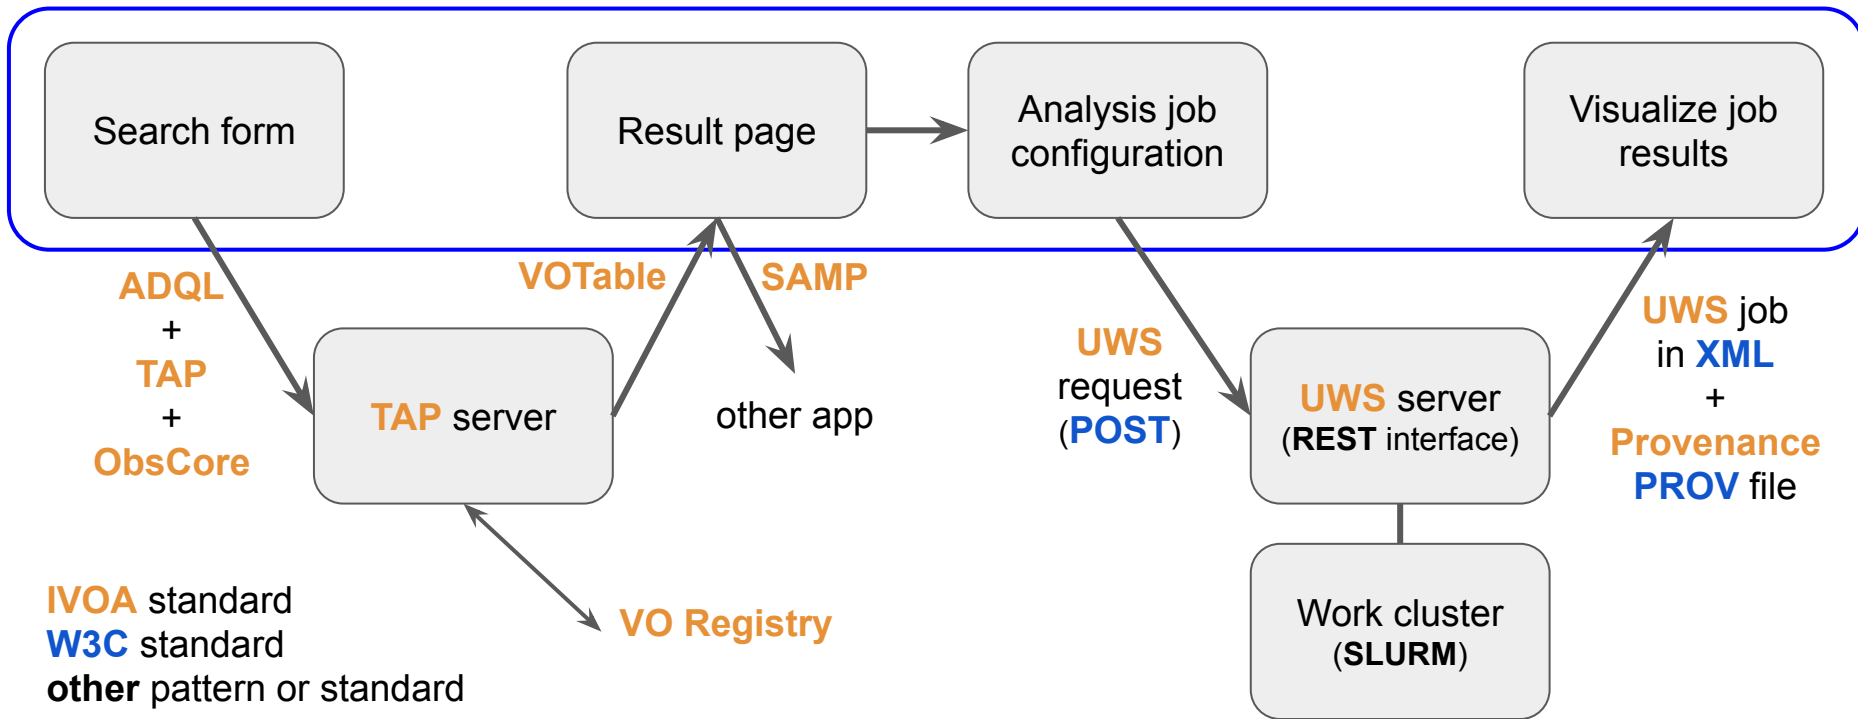 Search form
Result page
Analysis job
configuration
Visualize job
results
ADQL
+
TAP
+
ObsCore
VOTable
SAMP
TAP server
other app
UWS
request
(POST)
UWS server
(REST interface)
UWS job
in XML
+
Provenance
PROV file
VO Registry
Work cluster
(SLURM)
IVOA standard
W3C standard
other pattern or standard